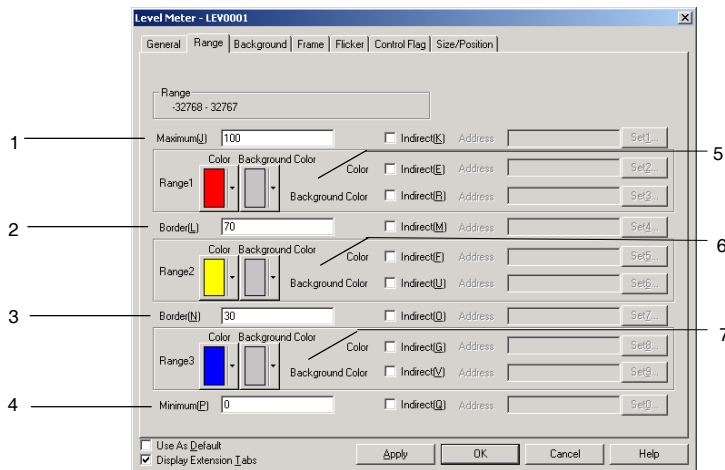 Level Meter - LEV0001
General Range Background Frame Flicker Control Flag Size/Position
Range
-32768 - 32767
1 Maximum(J) 100 Indirect(K) Address Set1...
5
Color Background Color
Range1 Color Indirect(E) Address Set2...
Background Color Indirect(R) Address Set3...
2 Border(L) 70 Indirect(M) Address Set4...
6
Color Background Color
Range2 Color Indirect(F) Address Set5...
Background Color Indirect(U) Address Set6...
3 Border(N) 30 Indirect(O) Address Set7...
7
Color Background Color
Range3 Color Indirect(G) Address Set8...
Background Color Indirect(V) Address Set9...
4 Minimum(P) 0 Indirect(Q) Address Set0...
Use As Default
Display Extension Tabs
Apply OK Cancel Help